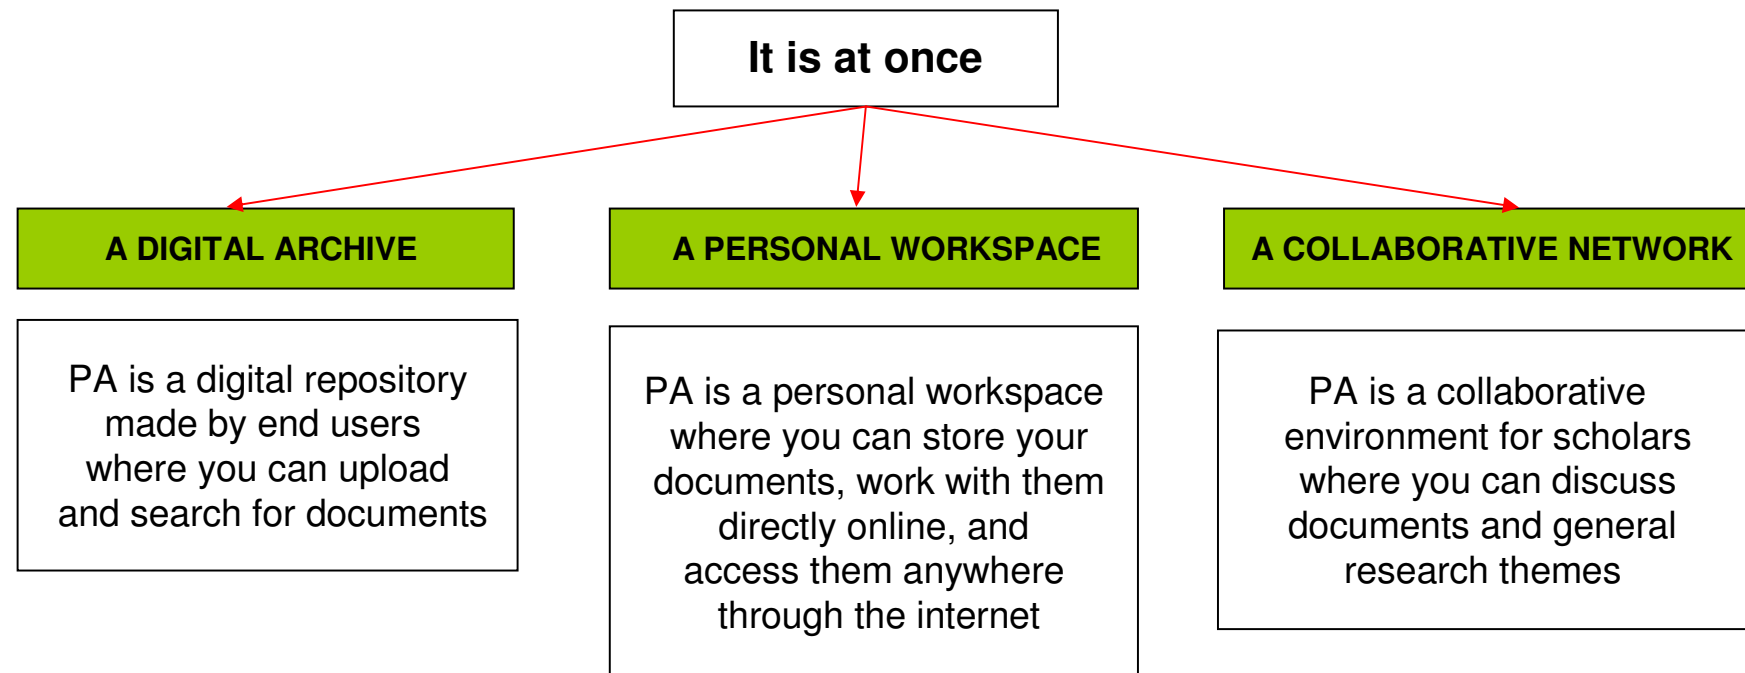 It is at once
A DIGITAL ARCHIVE
A PERSONAL WORKSPACE
A COLLABORATIVE NETWORK
PA is a digital repository
made by end users
where you can upload
and search for documents
PA is a personal workspace
where you can store your
documents, work with them
directly online, and
access them anywhere
through the internet
PA is a collaborative
environment for scholars
where you can discuss
documents and general
research themes